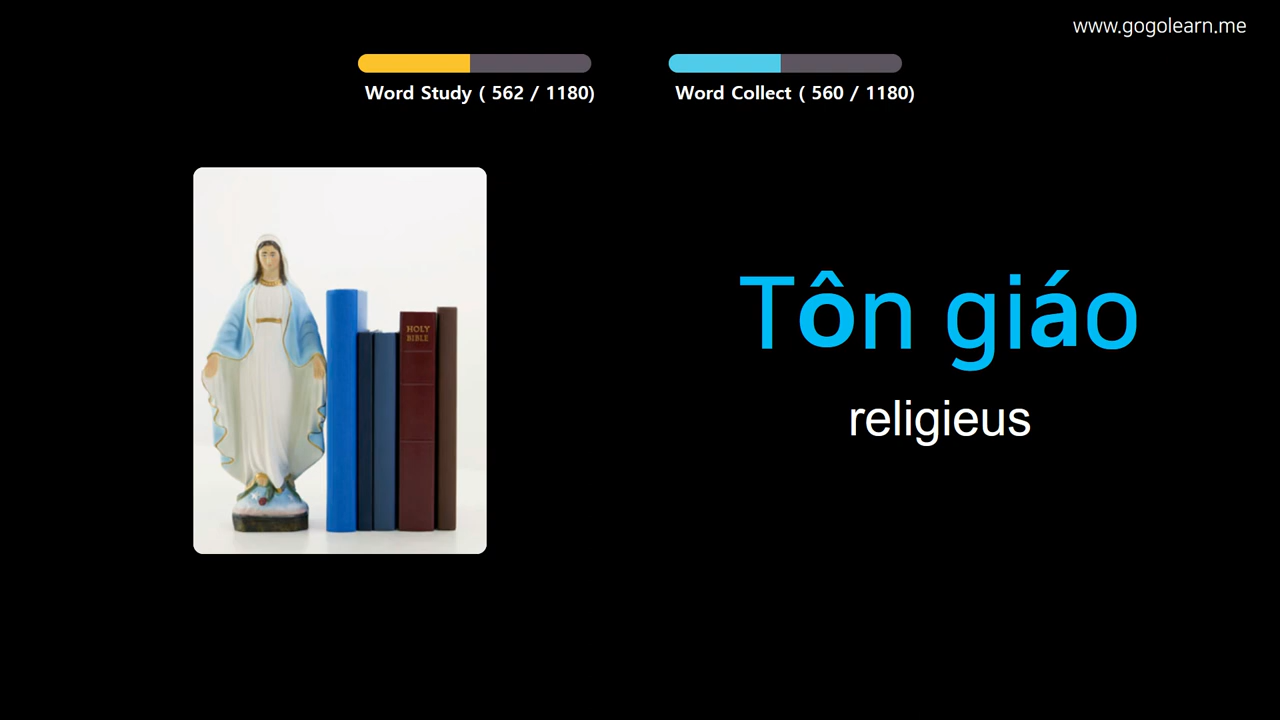 www.gogolearn.me
Word Study ( 562 / 1180)
Word Collect ( 560 / 1180)
HOLY
BIBLE
Tôn giáo
religieus